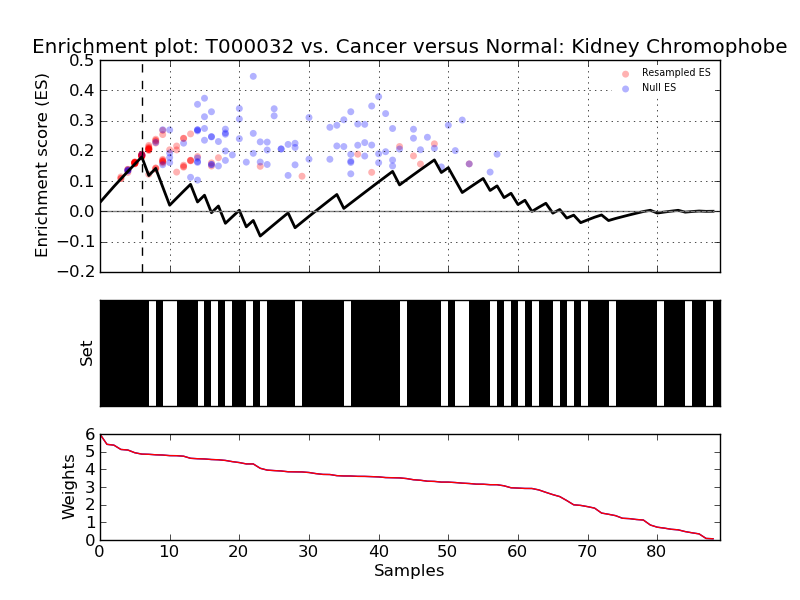 Enrichment plot: T000032 vs. Cancer versus Normal: Kidney Chromophobe
Enrichment score (ES)
0.5
0.4
0.3
0.2
0.1
0.0
−0.1
−0.2
Resampled ES
Null ES
Set
Weights
6
5
4
3
2
1
0
0 10 20 30 40 50 60 70 80
Samples